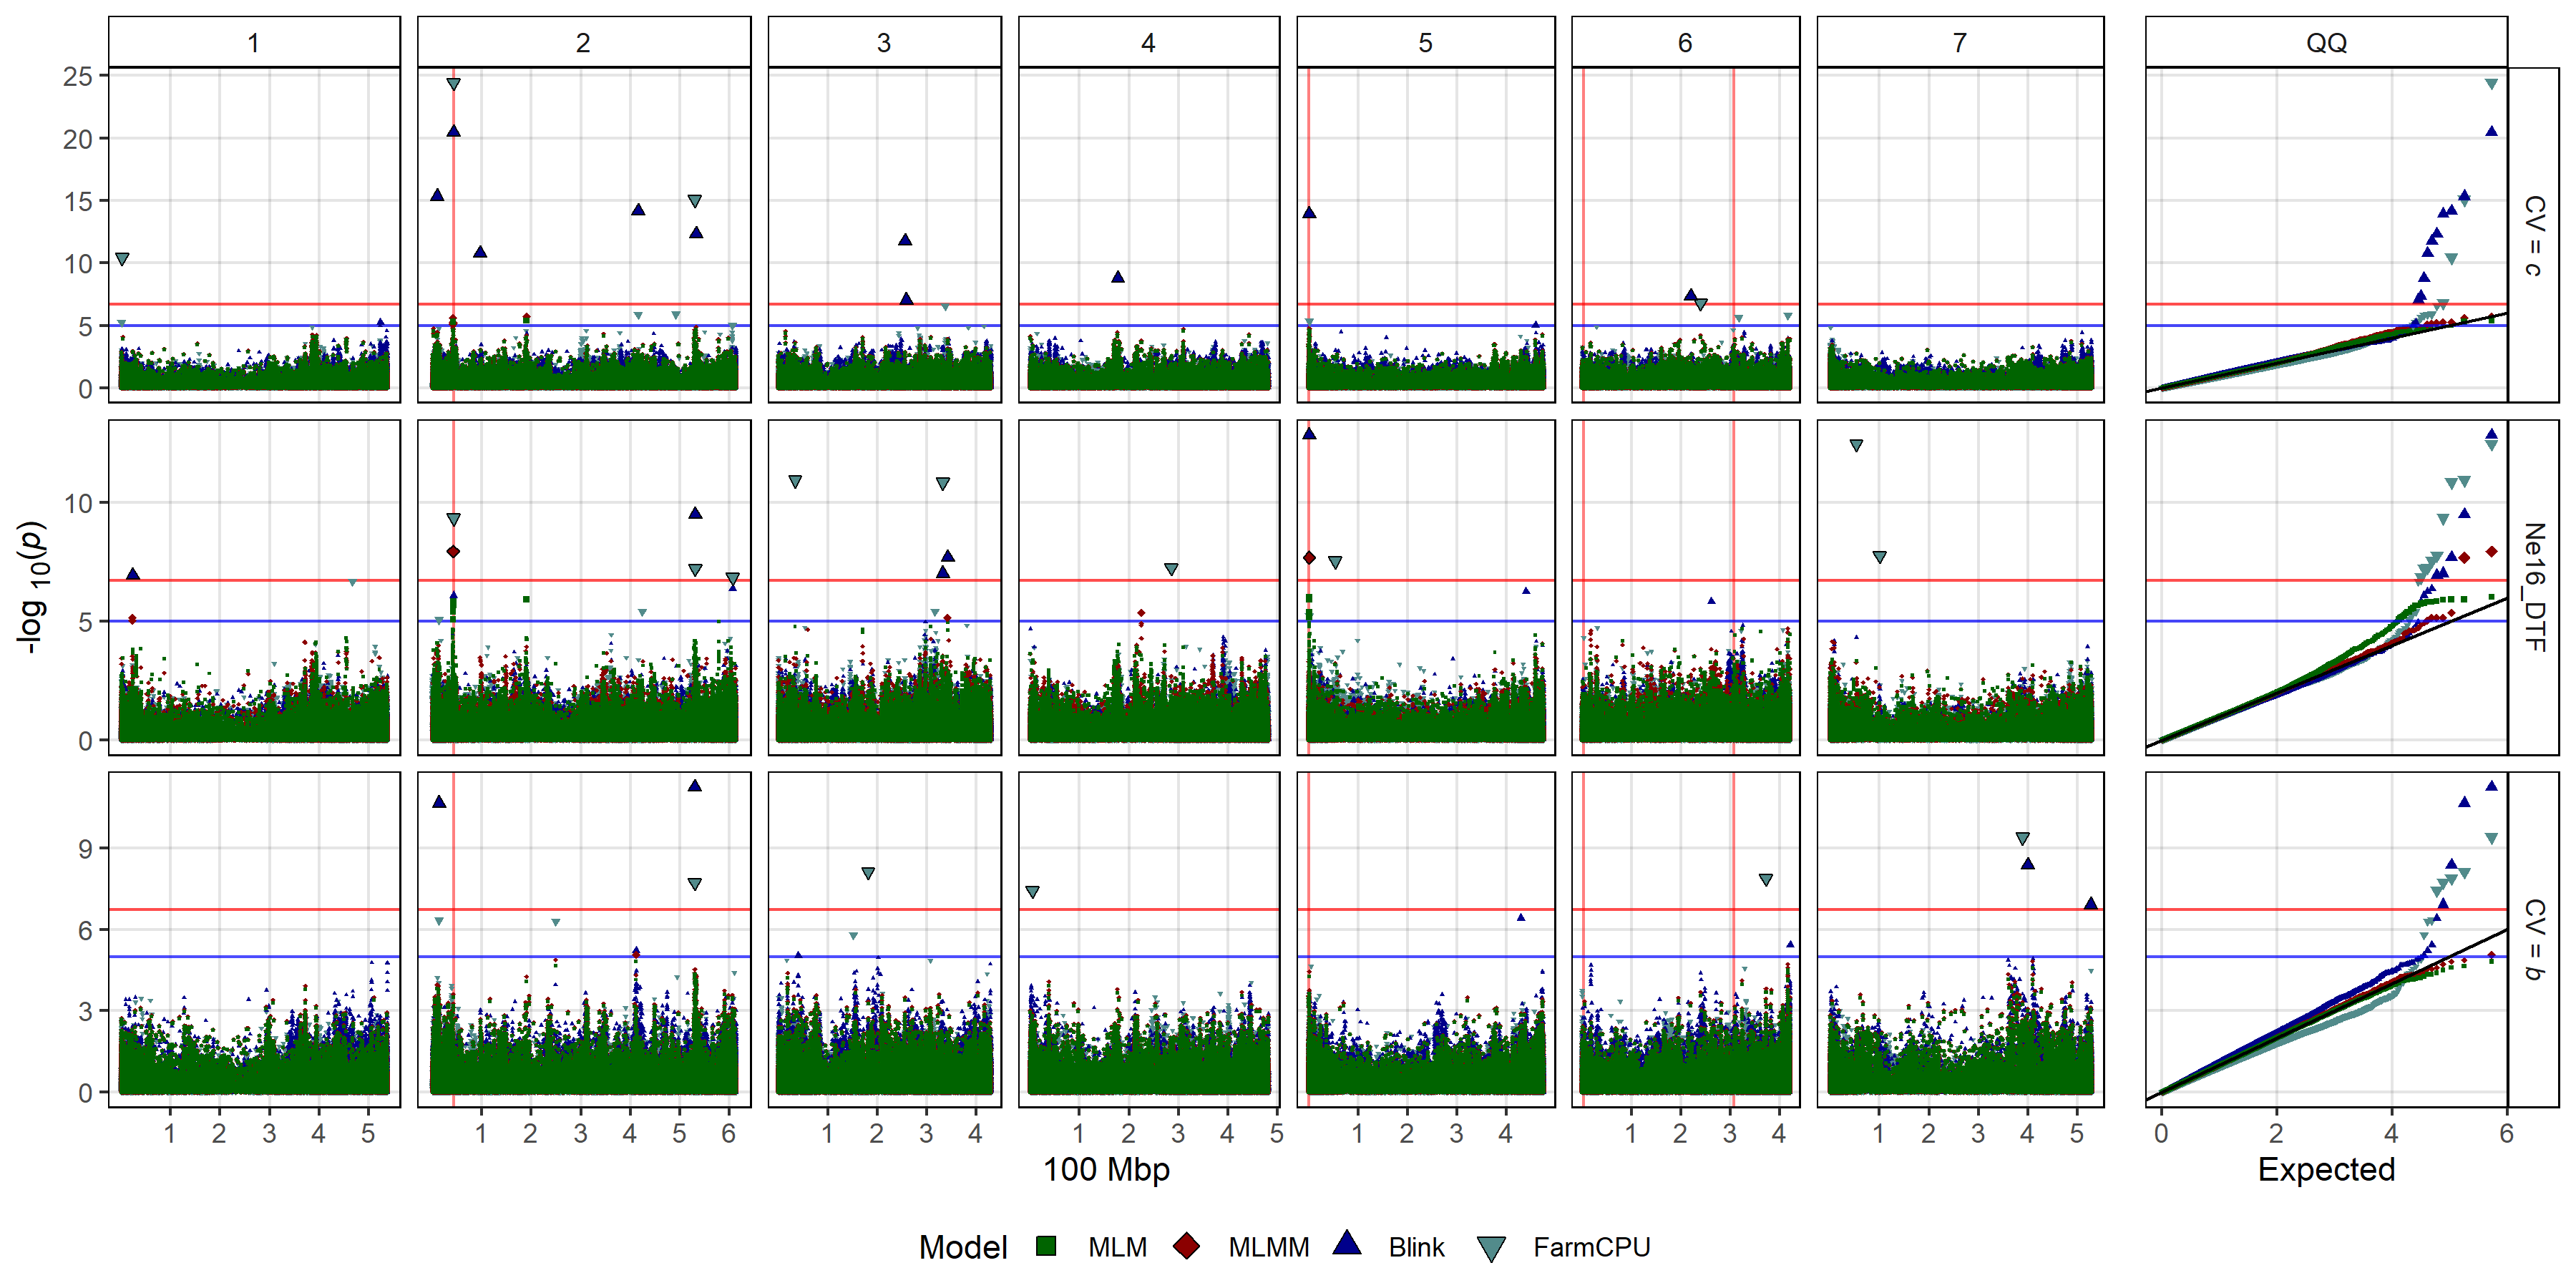 1 2 3 4 5 6 7 QQ
25
20
15
10
5
0
CV = c
10
5
0
Ne16_DTF
9
6
3
0
CV = b
-log 10(p)
1 2 3 4 5 1 2 3 4 5 6 1 2 3 4 1 2 3 4 5 1 2 3 4 1 2 3 4 1 2 3 4 5 0 2 4 6
100 Mbp Expected
Model MLM MLMM Blink FarmCPU